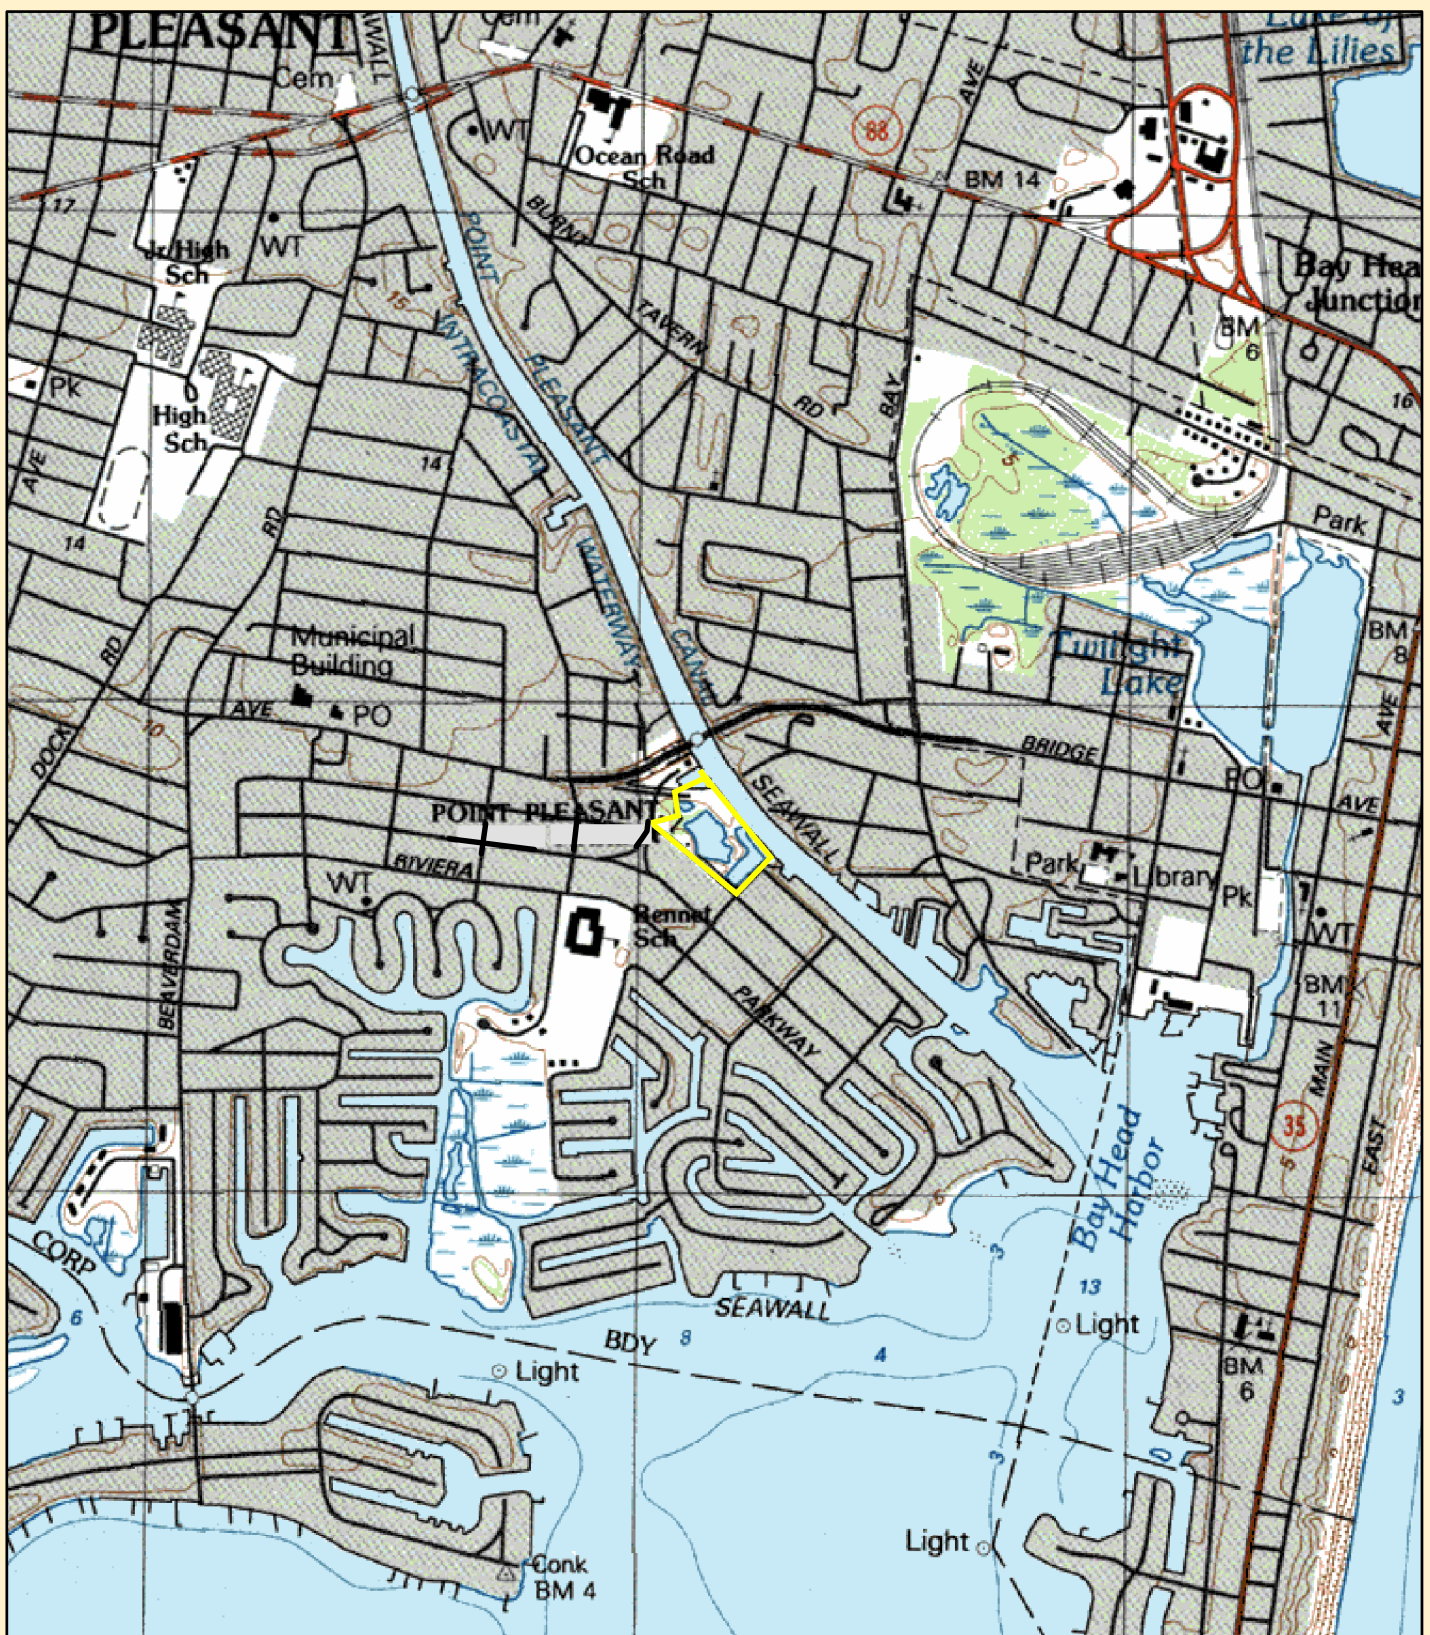 PLEASANT
Cem
Cem
Lake of
the Lilies
AVE
88
WT
Ocean Road
Sch
BM 14
17
WT
Jr High
Sch
POINT
BURNT
Bay Hea
Junction
15
TAVERN
BM
6
INTRACOASTAL
PLEASANT
Pk
BAY
RD
16
High
Sch
14
AVE
5
RD
Park
14
WATERWAY
CANAL
Municipal
Building
RD
BM
8
Twilight
Lake
AVE
PO
10
AVE
DOCK
BRIDGE
SEAWALL
PO
AVE
POINT PLEASANT
RIVIERA
WT
Park
Library
Pk
Bennet
Sch
WT
BEAVERDAM
BM
11
PARKWAY
MAIN
35
5
EAST
Bay Head
Harbor
5
CORP
3
13
6
SEAWALL
Light
BDY
8
4
Light
BM
6
3
3
Light
Conk
BM 4